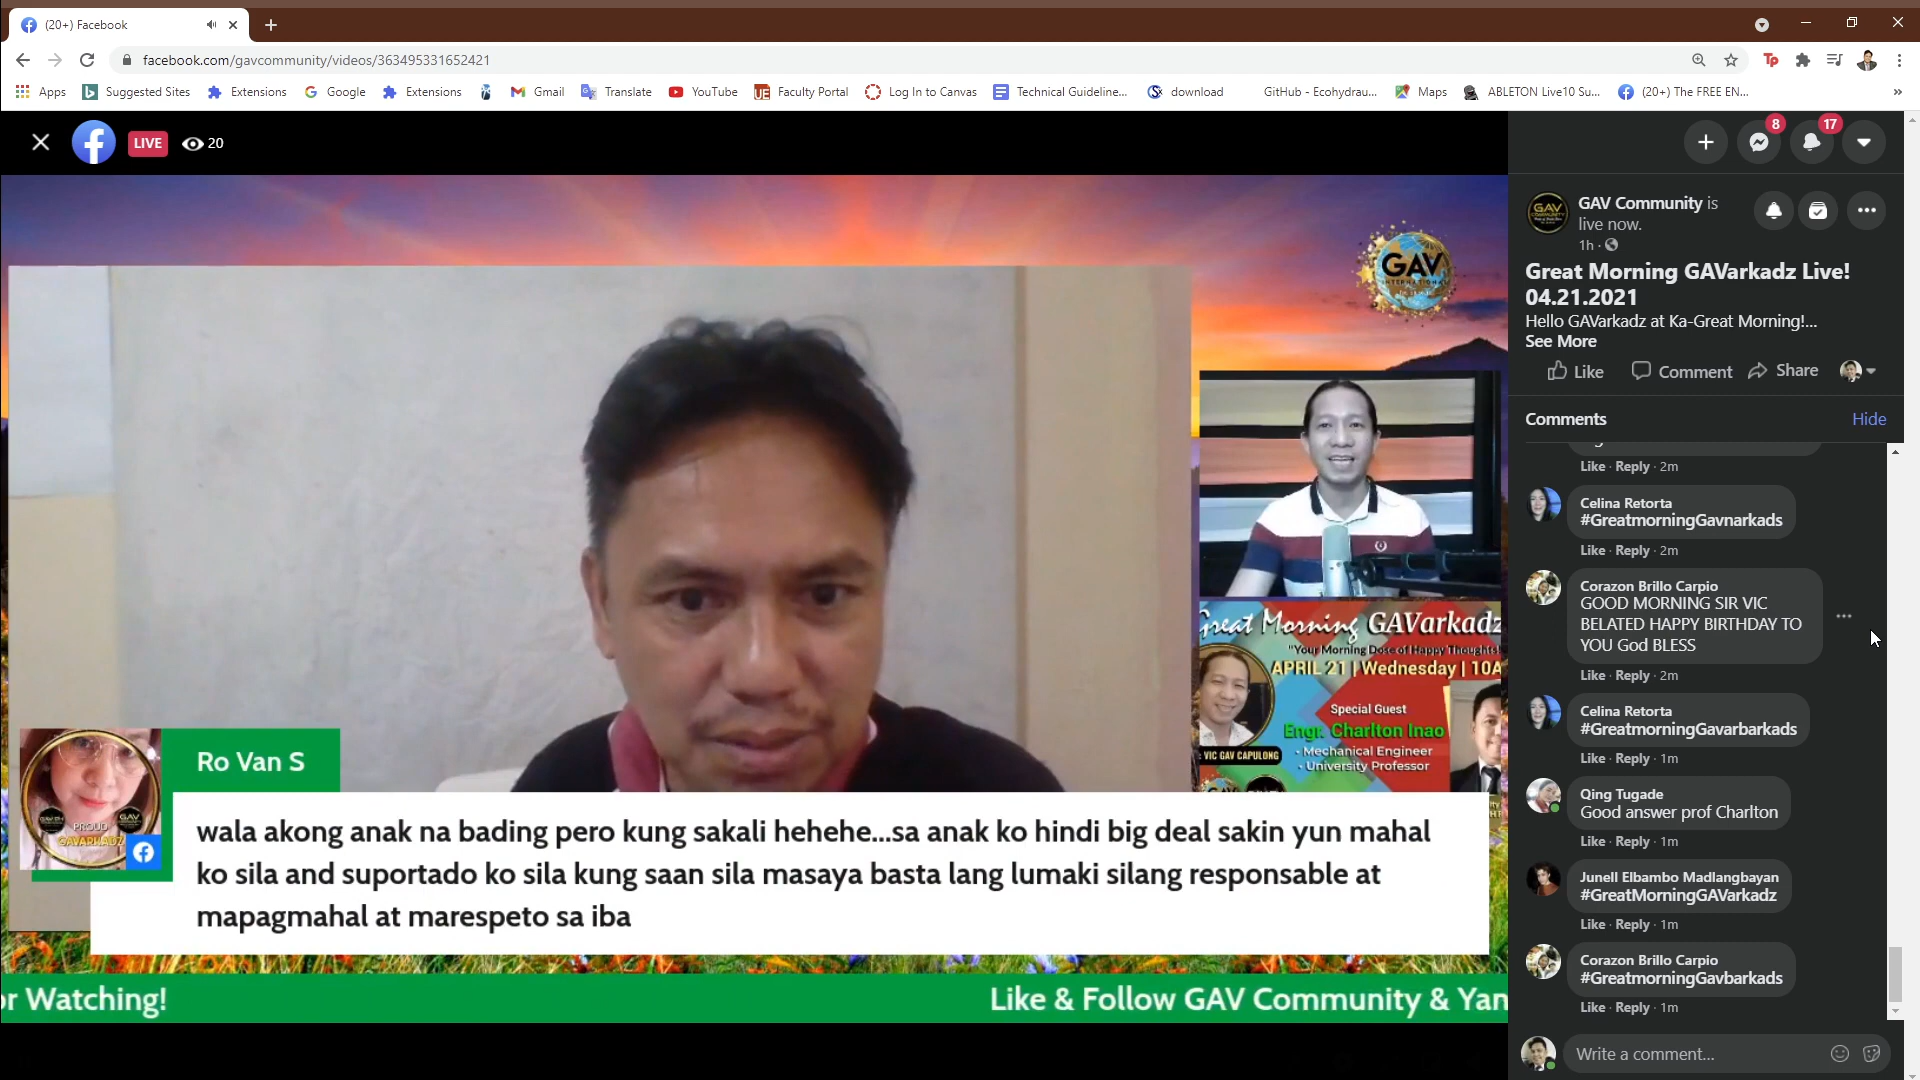 (20+) Facebook
facebook.com/gavcommunity/videos/363495331652421
Tp
Apps
Suggested Sites
Extensions
Google
Extensions
Gmail
Translate
YouTube
UE
Faculty Portal
Log In to Canvas
Technical Guideline...
download
GitHub - Ecohydrau...
Maps
ABLETON Live10 Su...
(20+) The FREE EN...
»
LIVE
20
8
17
GAV Community is
live now.
1h ·
Great Morning GAVarkadz Live!
04.21.2021
Hello GAVarkadz at Ka-Great Morning!...
See More
Like
Comment
Share
Comments
Hide
Like · Reply · 2m
Celina Retorta
#GreatmorningGavnarkads
Like · Reply · 2m
Corazon Brillo Carpio
GOOD MORNING SIR VIC
BELATED HAPPY BIRTHDAY TO
YOU God BLESS
Like · Reply · 2m
Celina Retorta
#GreatmorningGavarbarkads
Like · Reply · 1m
Qing Tugade
Good answer prof Charlton
Like · Reply · 1m
Junell Elbambo Madlangbayan
#GreatMorningGAVarkadz
Like · Reply · 1m
Corazon Brillo Carpio
#GreatmorningGavbarkads
Like · Reply · 1m
Write a comment...
GAV
INTERNATIONAL
Great Morning GAVarkadz
"Your Morning Dose of Happy Thoughts!
APRIL 21 | Wednesday | 10A
Special Guest
Engr. Charlton Inao
- Mechanical Engineer
- University Professor
VIC GAV CAPULONG
Ro Van S
PROUD
GAVARKADZ
wala akong anak na bading pero kung sakali hehehe...sa anak ko hindi big deal sakin yun mahal
ko sila and suportado ko sila kung saan sila masaya basta lang lumaki silang responsable at
mapagmahal at marespeto sa iba
or Watching!
Like & Follow GAV Community & Yan